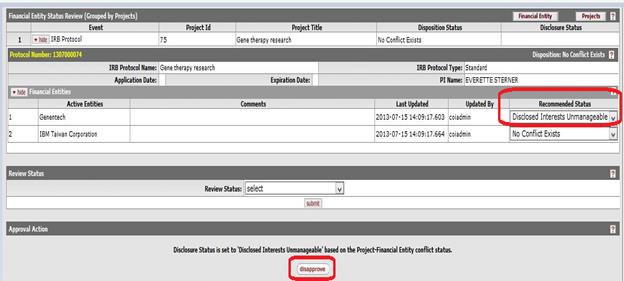 Financial Entity Status Review (Grouped by Projects) Financial Entity Projects ?
Event Project Id Project Title Disposition Status Disclosure Status
1 hide IRB Protocol 75 Gene therapy research No Conflict Exists
Protocol Number: 1307000074 Disposition: No Conflict Exists ?
IRB Protocol Name: Gene therapy research IRB Protocol Type: Standard
Application Date: Expiration Date: PI Name: EVERETTE STERNER
hide Financial Entities ?
Active Entities Comments Last Updated Updated By Recommended Status
1 Genentech 2013-07-15 14:09:17.603 coiadmin Disclosed Interests Unmanageable
2 IBM Taiwan Corporation 2013-07-15 14:09:17.664 coiadmin No Conflict Exists
Review Status ?
Review Status: select
submit
Approval Action ?
Disclosure Status is set to 'Disclosed Interests Unmanageable' based on the Project-Financial Entity conflict status.
disapprove